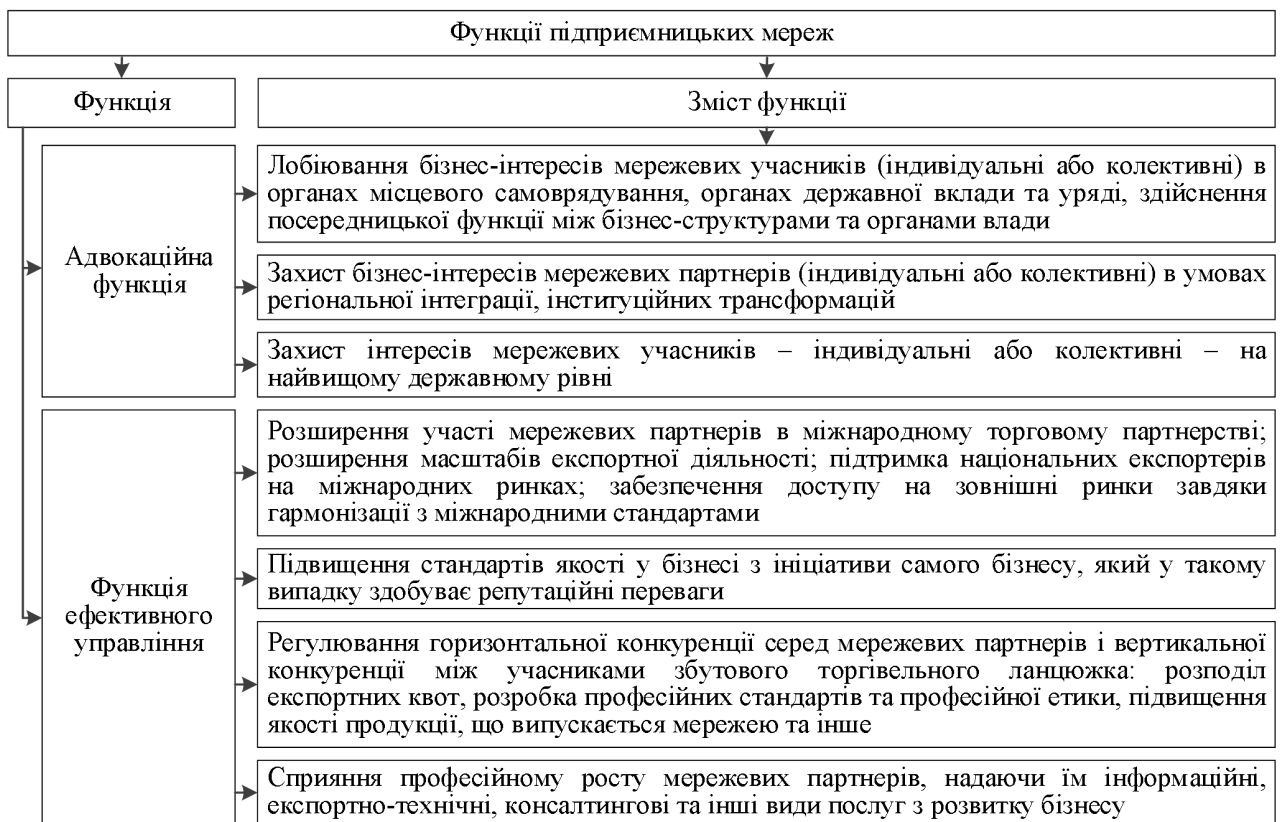 Функції підприємницьких мереж
Функція
Зміст функції
Адвокаційна
функція
Лобіювання бізнес-інтересів мережевих учасників (індивідуальні або колективні) в
органах місцевого самоврядування, органах державної вклади та уряді, здійснення
посередницької функції між бізнес-структурами та органами влади
Захист бізнес-інтересів мережевих партнерів (індивідуальні або колективні) в умовах
регіональної інтеграції, інституційних трансформацій
Захист інтересів мережевих учасників – індивідуальні або колективні – на
найвищому державному рівні
Функція
ефективного
управління
Розширення участі мережевих партнерів в міжнародному торговому партнерстві;
розширення масштабів експортної діяльності; підтримка національних експортерів
на міжнародних ринках; забезпечення доступу на зовнішні ринки завдяки
гармонізації з міжнародними стандартами
Підвищення стандартів якості у бізнесі з ініціативи самого бізнесу, який у такому
випадку здобуває репутаційні переваги
Регулювання горизонтальної конкуренції серед мережевих партнерів і вертикальної
конкуренції між учасниками збутового торгівельного ланцюжка: розподіл
експортних квот, розробка професійних стандартів та професійної етики, підвищення
якості продукції, що випускається мережею та інше
Сприяння професійному росту мережевих партнерів, надаючи їм інформаційні,
експортно-технічні, консалтингові та інші види послуг з розвитку бізнесу